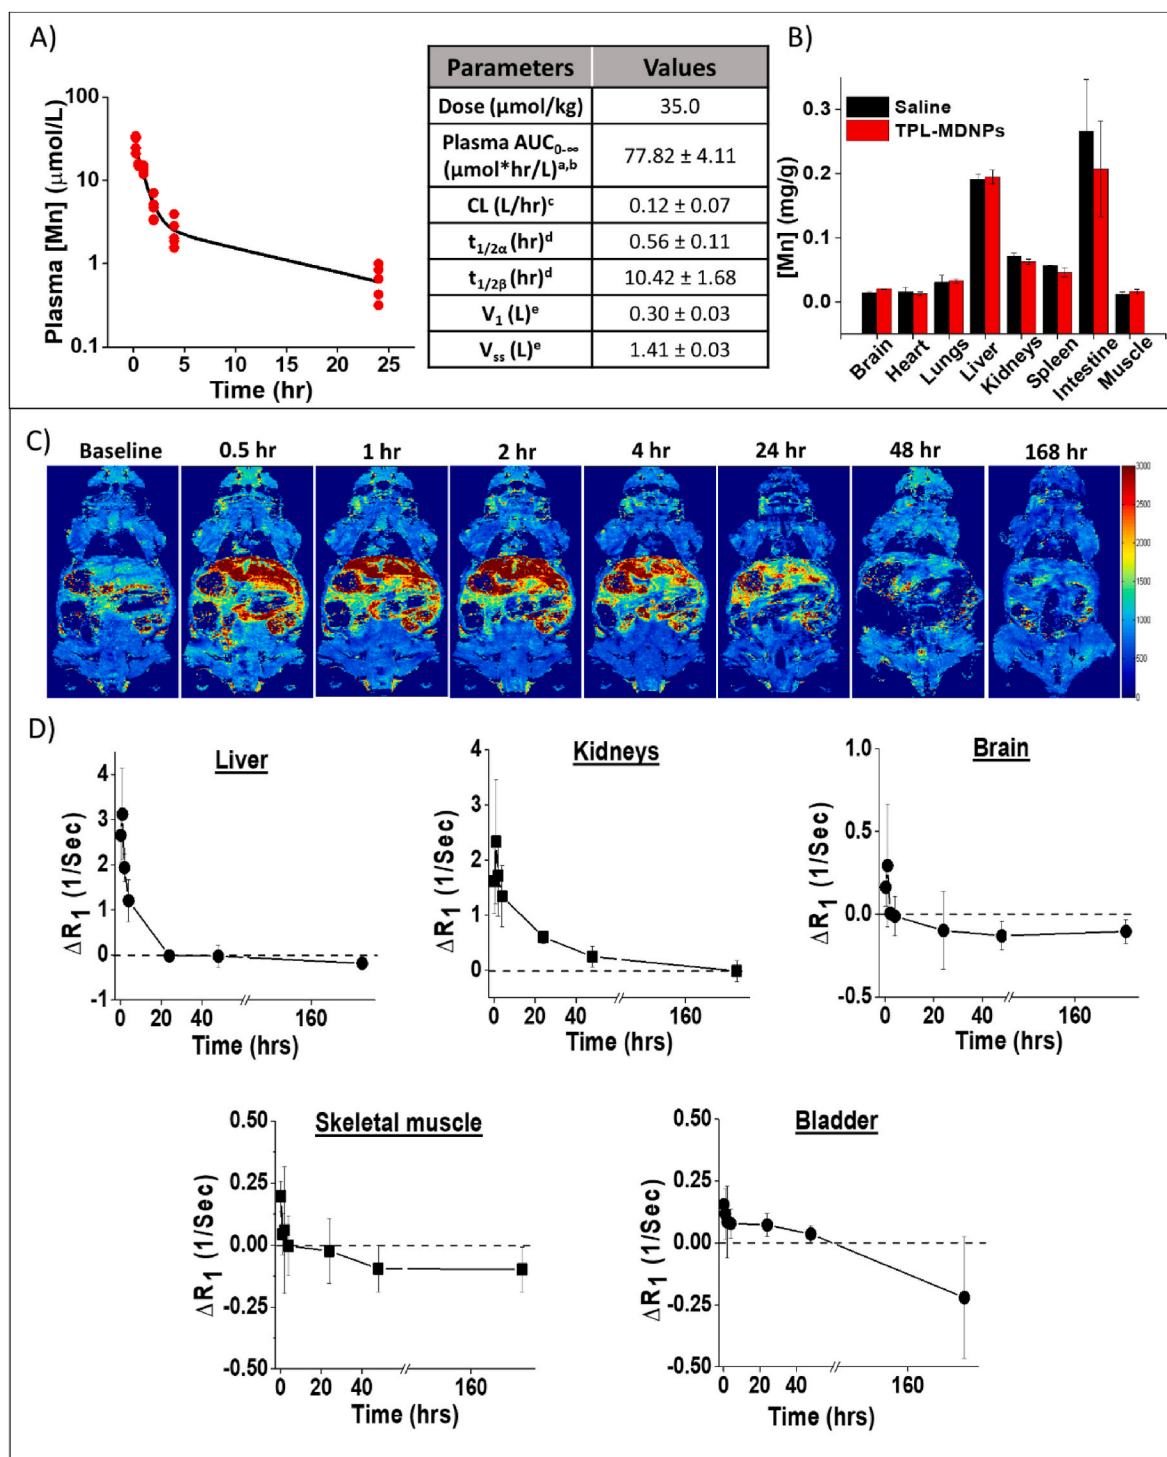 A)
Plasma [Mn] (μmol/L)
100
10
1
0.1
0 5 10 15 20 25
Time (hr)
Parameters Values
Dose (μmol/kg) 35.0
Plasma AUC0-∞
(μmol*hr/L)a,b 77.82 ± 4.11
CL (L/hr)c 0.12 ± 0.07
t1/2α (hr)d 0.56 ± 0.11
t1/2β (hr)d 10.42 ± 1.68
V1 (L)e 0.30 ± 0.03
Vss (L)e 1.41 ± 0.03
B)
[Mn] (mg/g)
0.3
0.2
0.1
0.0
Saline
TPL-MDNPs
Brain Heart Lungs Liver Kidneys Spleen Intestine Muscle
C)
Baseline 0.5 hr 1 hr 2 hr 4 hr 24 hr 48 hr 168 hr
3000
2500
2000
1500
1000
500
0
D)
Liver
ΔR1 (1/Sec)
4
3
2
1
0
-1
0 20 40 160
Time (hrs)
Kidneys
ΔR1 (1/Sec)
4
3
2
1
0
0 20 40 160
Time (hrs)
Brain
ΔR1 (1/Sec)
1.0
0.5
0.0
-0.5
0 20 40 160
Time (hrs)
Skeletal muscle
ΔR1 (1/Sec)
0.50
0.25
0.00
-0.25
-0.50
0 20 40 160
Time (hrs)
Bladder
ΔR1 (1/Sec)
0.50
0.25
0.00
-0.25
-0.50
0 20 40 160
Time (hrs)